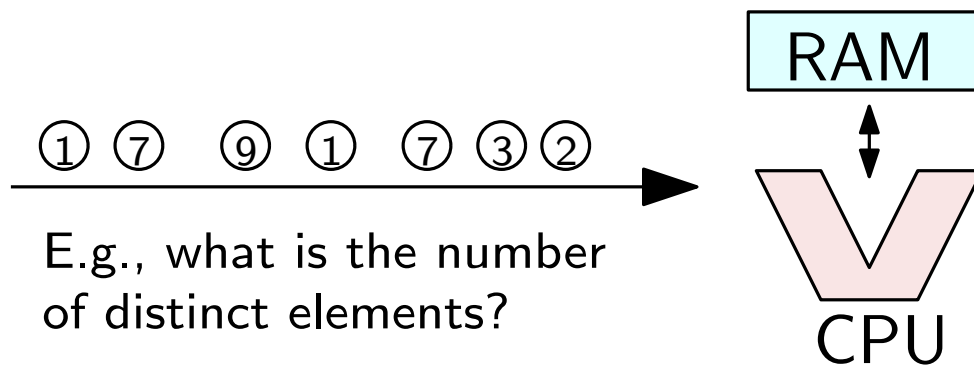 RAM
1 7 9 1 7 3 2
E.g., what is the number
of distinct elements?
CPU